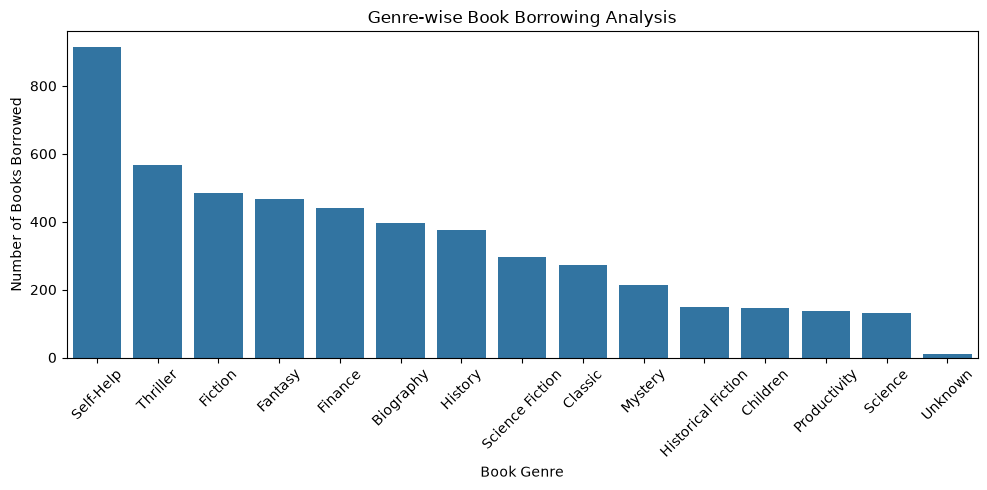 Genre-wise Book Borrowing Analysis
Number of Books Borrowed
800
600
400
200
0
Self-Help
Thriller
Fiction
Fantasy
Finance
Biography
History
Science Fiction
Classic
Mystery
Historical Fiction
Children
Productivity
Science
Unknown
Book Genre